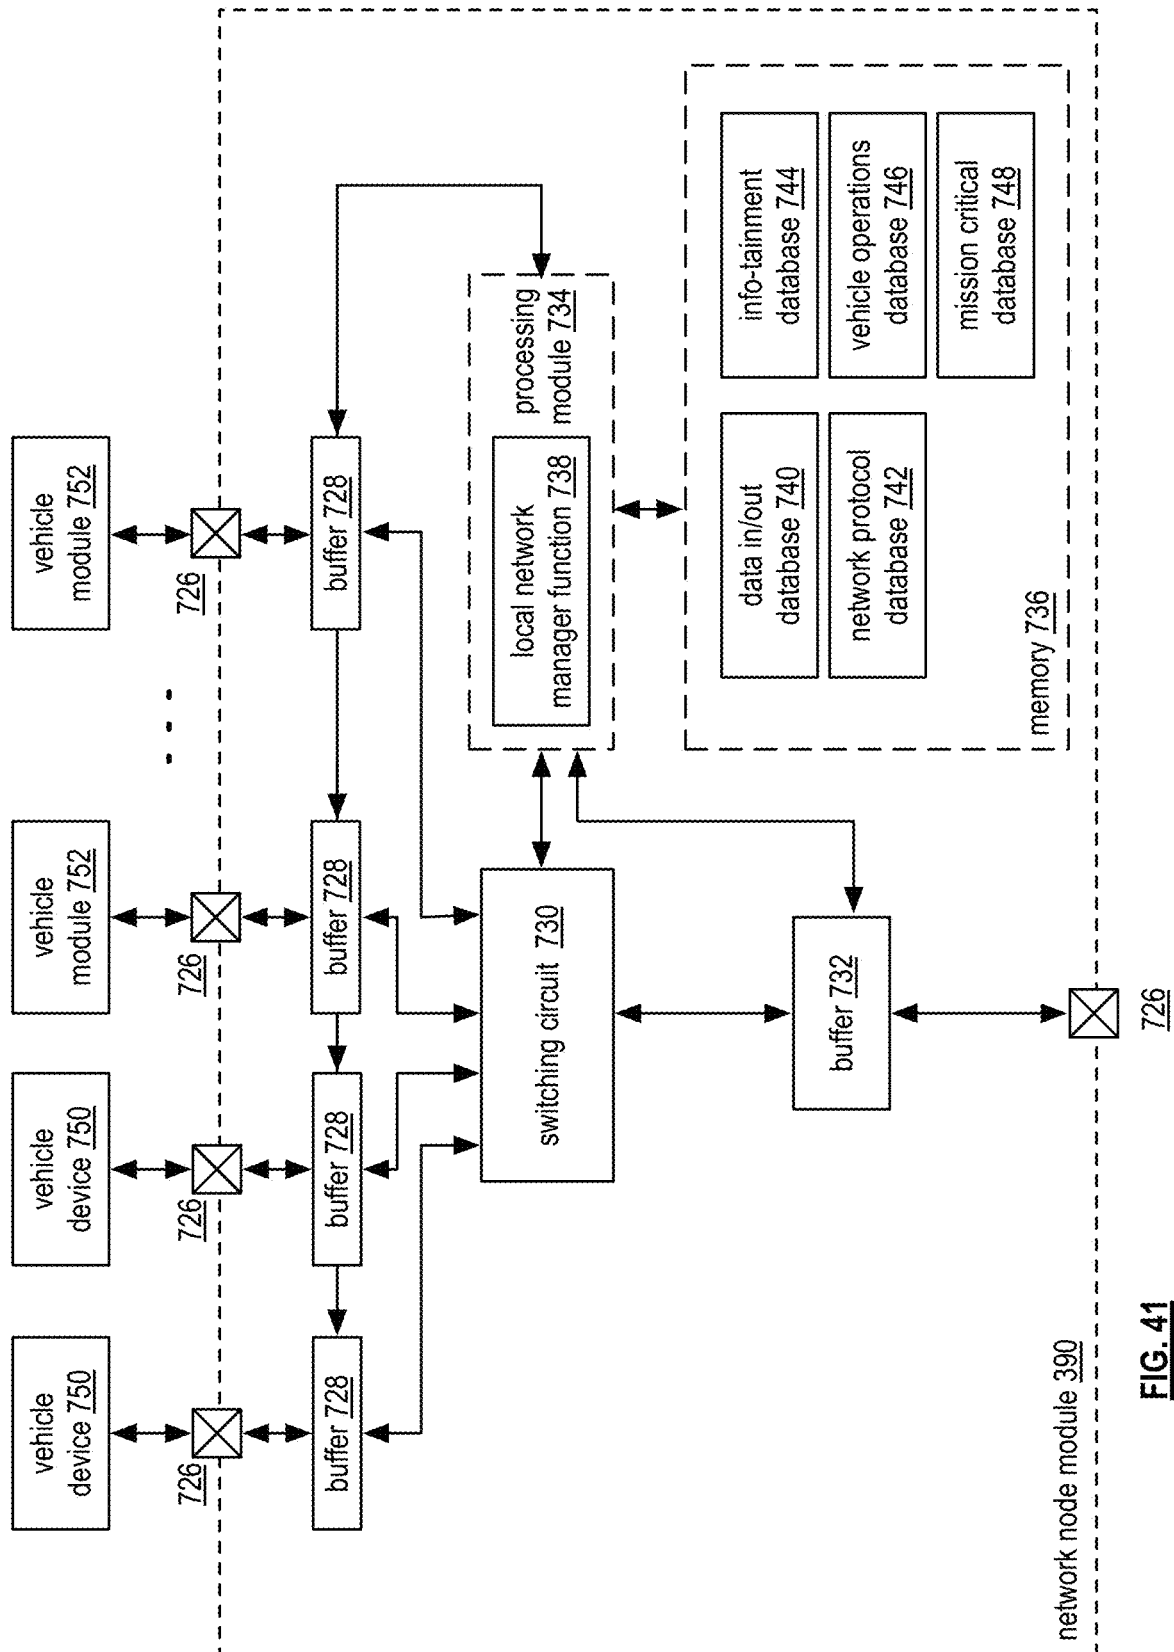 vehicle
device 750
vehicle
device 750
vehicle
module 752
vehicle
module 752
. . .
726
726
726
726
buffer 728
buffer 728
buffer 728
buffer 728
switching circuit 730
local network
manager function 738
processing
module 734
buffer 732
data in/out
database 740
info-tainment
database 744
network protocol
database 742
vehicle operations
database 746
mission critical
database 748
memory 736
network node module 390
726
FIG. 41